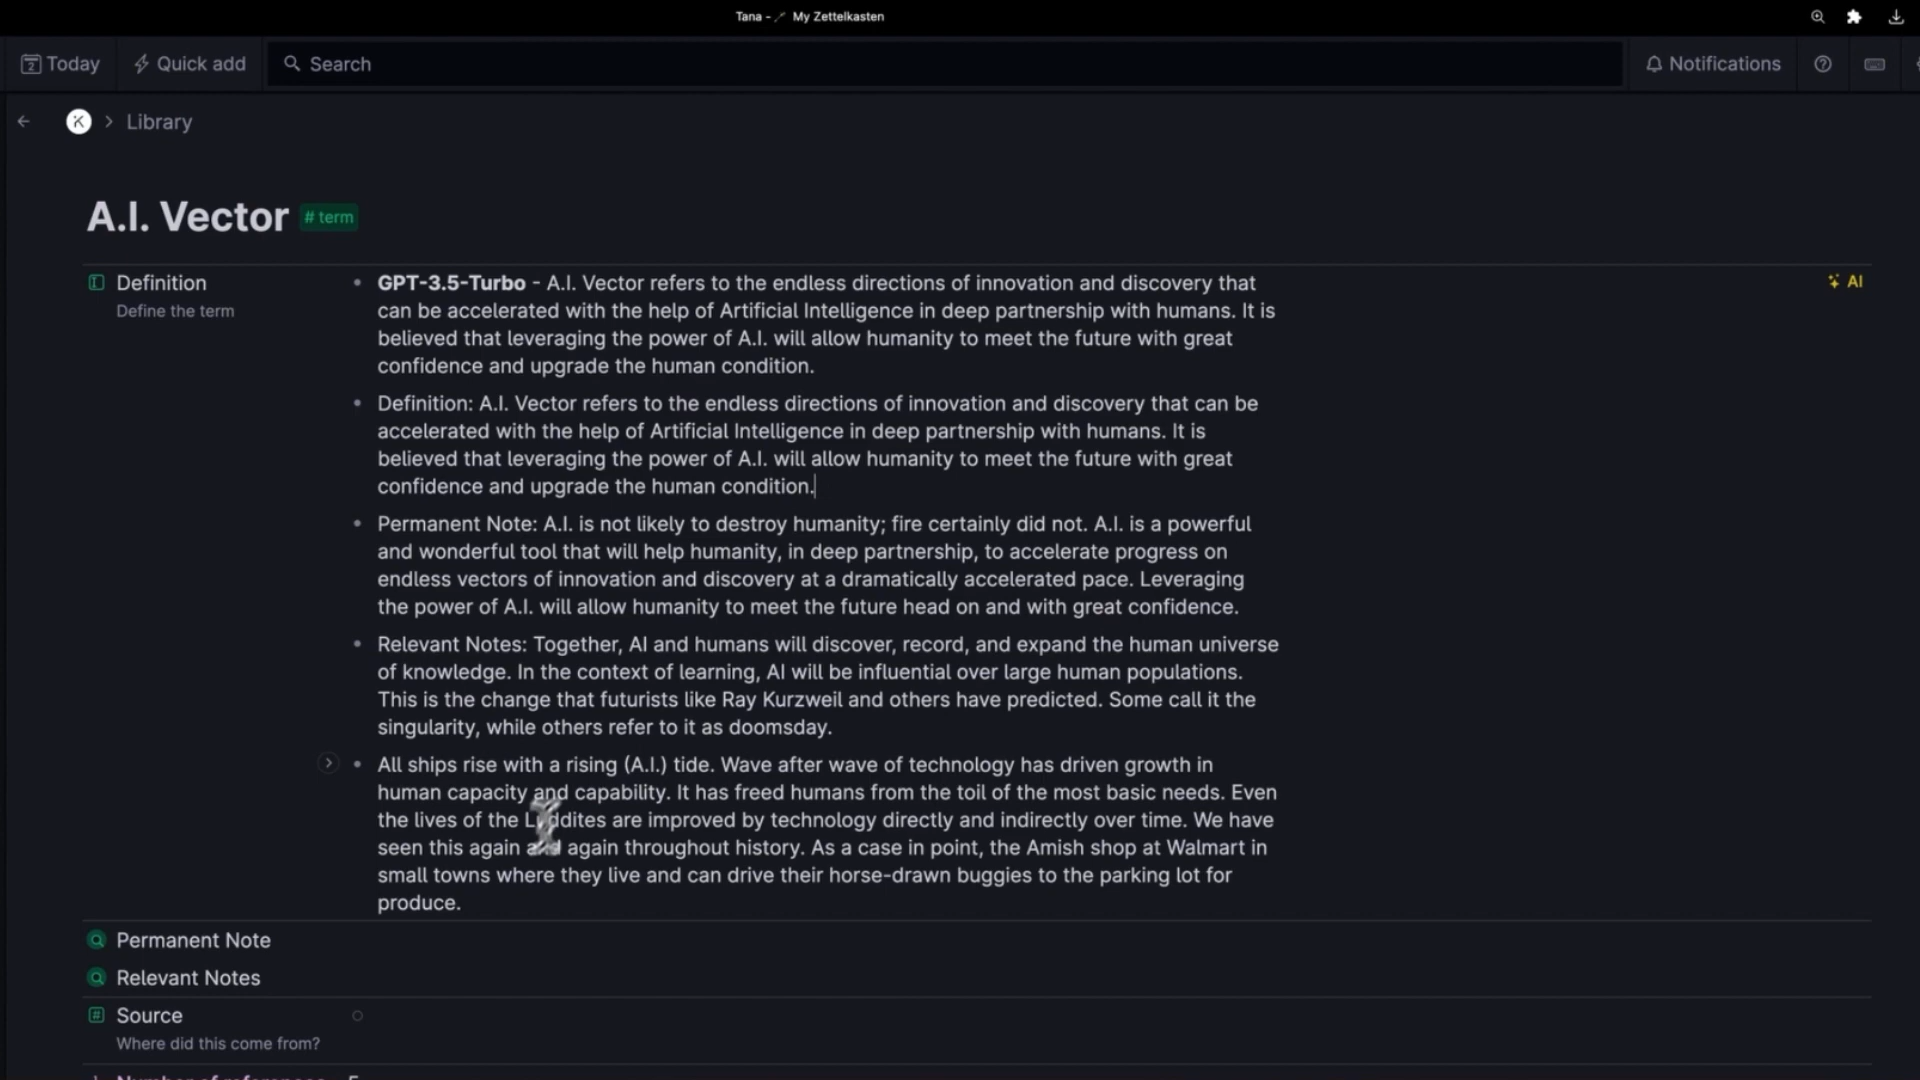 Tana - My Zettelkasten
Today
Quick add
Search
Notifications
K > Library
A.I. Vector # term
Definition
Define the term
AI
GPT-3.5-Turbo - A.I. Vector refers to the endless directions of innovation and discovery that
can be accelerated with the help of Artificial Intelligence in deep partnership with humans. It is
believed that leveraging the power of A.I. will allow humanity to meet the future with great
confidence and upgrade the human condition.
Definition: A.I. Vector refers to the endless directions of innovation and discovery that can be
accelerated with the help of Artificial Intelligence in deep partnership with humans. It is
believed that leveraging the power of A.I. will allow humanity to meet the future with great
confidence and upgrade the human condition.
Permanent Note: A.I. is not likely to destroy humanity; fire certainly did not. A.I. is a powerful
and wonderful tool that will help humanity, in deep partnership, to accelerate progress on
endless vectors of innovation and discovery at a dramatically accelerated pace. Leveraging
the power of A.I. will allow humanity to meet the future head on and with great confidence.
Relevant Notes: Together, AI and humans will discover, record, and expand the human universe
of knowledge. In the context of learning, AI will be influential over large human populations.
This is the change that futurists like Ray Kurzweil and others have predicted. Some call it the
singularity, while others refer to it as doomsday.
All ships rise with a rising (A.I.) tide. Wave after wave of technology has driven growth in
human capacity and capability. It has freed humans from the toil of the most basic needs. Even
the lives of the Luddites are improved by technology directly and indirectly over time. We have
seen this again and again throughout history. As a case in point, the Amish shop at Walmart in
small towns where they live and can drive their horse-drawn buggies to the parking lot for
produce.
Permanent Note
Relevant Notes
Source
Where did this come from?
Number of references 5